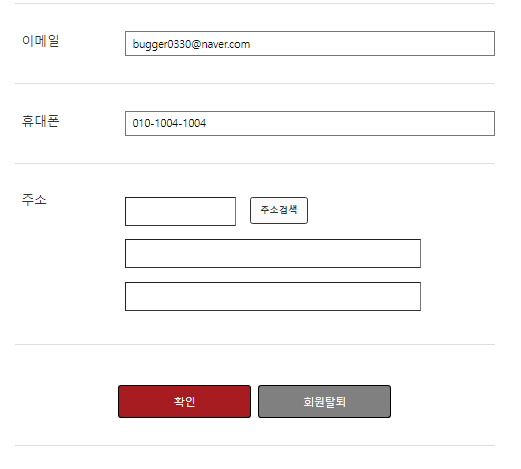 이메일 bugger0330@naver.com
휴대폰 010-1004-1004
주소 주소검색
확인 회원탈퇴